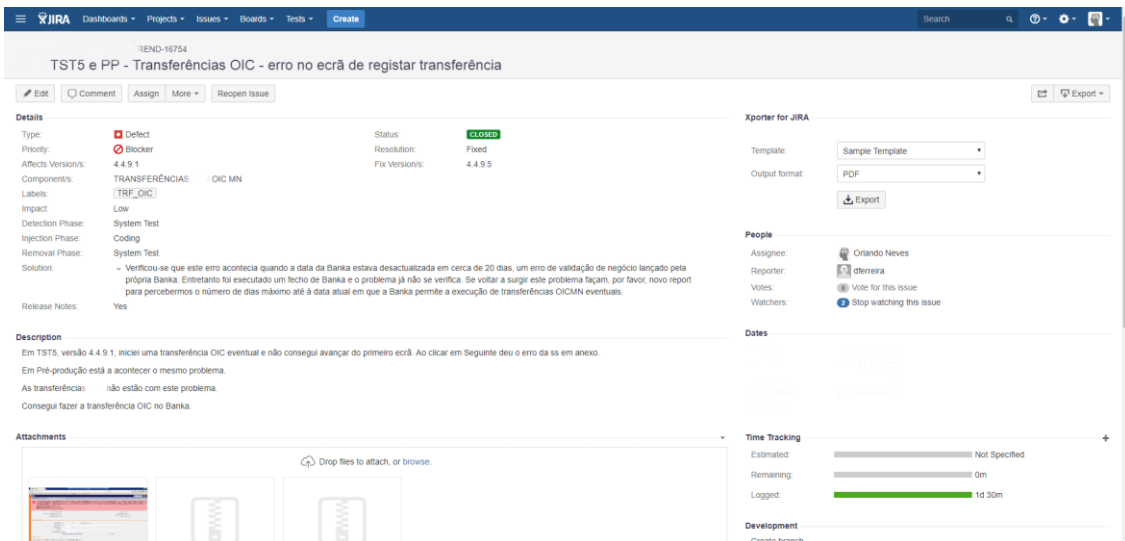 JIRA Dashboards Projects Issues Boards Tests Create Search
REND-16754
TST5 e PP - Transferências OIC - erro no ecrã de registar transferência
Edit Comment Assign More Reopen Issue Export
Details
Type: Defect Status: CLOSED
Priority: Blocker Resolution: Fixed
Affects Version/s: 4.4.9.1 Fix Version/s: 4.4.9.5
Component/s: TRANSFERÊNCIAS / OIC MN
Labels: TRF_OIC
Impact: Low
Detection Phase: System Test
Injection Phase: Coding
Removal Phase: System Test
Solution: Verificou-se que este erro acontecia quando a data da Banka estava desactualizada em cerca de 20 dias, um erro de validação de negócio lançado pela
própria Banka. Entretanto foi executado um fecho de Banka e o problema já não se verifica. Se voltar a surgir este problema façam, por favor, novo report
para percebermos o número de dias máximo até à data atual em que a Banka permite a execução de transferências OICMN eventuais.
Release Notes: Yes
Description
Em TST5, versão 4.4.9.1, iniciei uma transferência OIC eventual e não consegui avançar do primeiro ecrã. Ao clicar em Seguinte deu o erro da ss em anexo.
Em Pré-produção está a acontecer o mesmo problema.
As transferências não estão com este problema.
Consegui fazer a transferência OIC no Banka.
Attachments
Drop files to attach, or browse.
Xporter for JIRA
Template: Sample Template
Output format: PDF
Export
People
Assignee: Orlando Neves
Reporter: dferreira
Votes: 0 Vote for this issue
Watchers: 2 Stop watching this issue
Dates
Time Tracking
Estimated: Not Specified
Remaining: 0m
Logged: 1d 30m
Development
Create branch